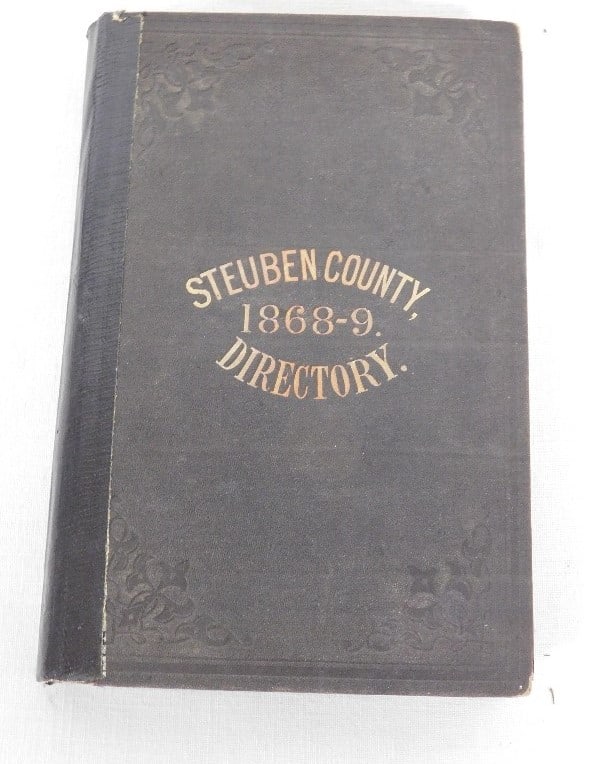 STEUBEN COUNTY,
1868-9.
DIRECTORY.